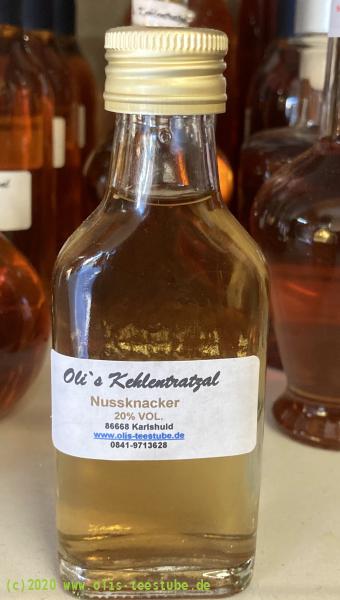 Oli`s Kehlentratzal
Nussknacker
20% VOL.
86668 Karlshuld
www.olis-teestube.de
0841-9713628
(c)2020 www.olis-teestube.de